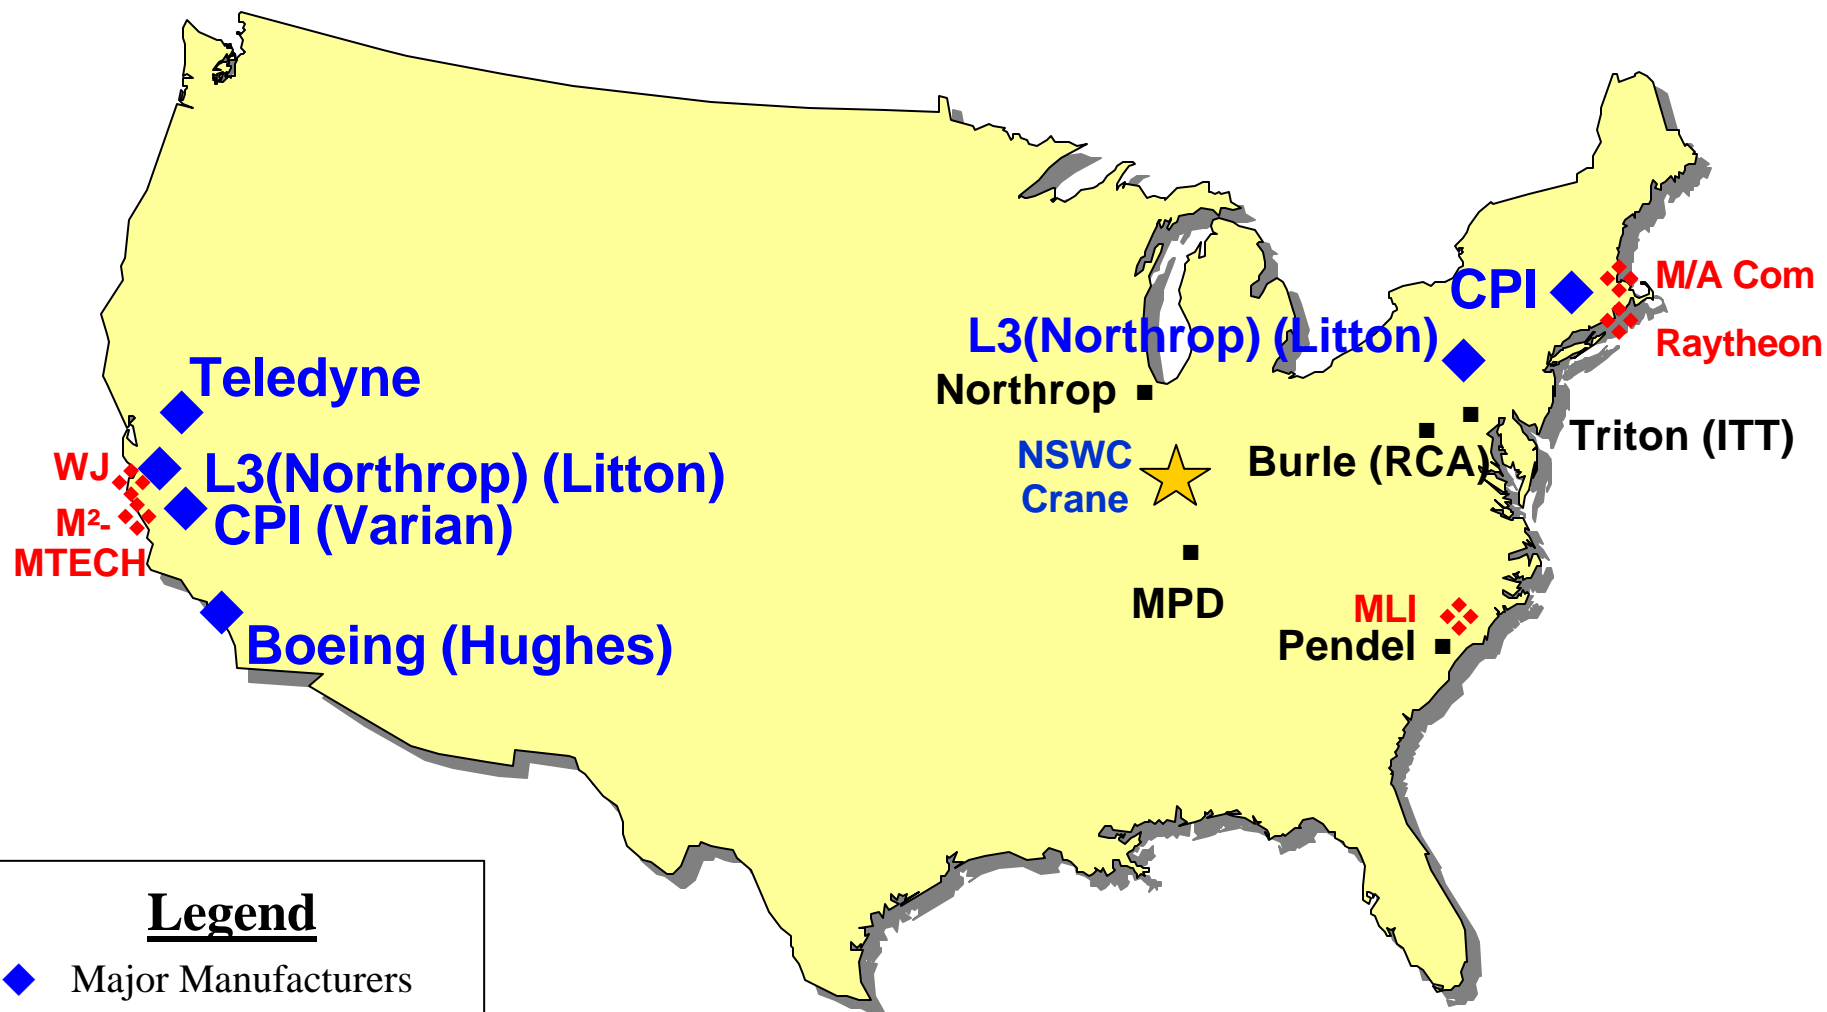 CPI
M/A Com
L3(Northrop) (Litton)
Raytheon
Teledyne
Northrop
Triton (ITT)
NSWC
Crane
Burle (RCA)
WJ
L3(Northrop) (Litton)
M²-
MTECH
CPI (Varian)
MPD
MLI
Pendel
Boeing (Hughes)
Legend
Major Manufacturers